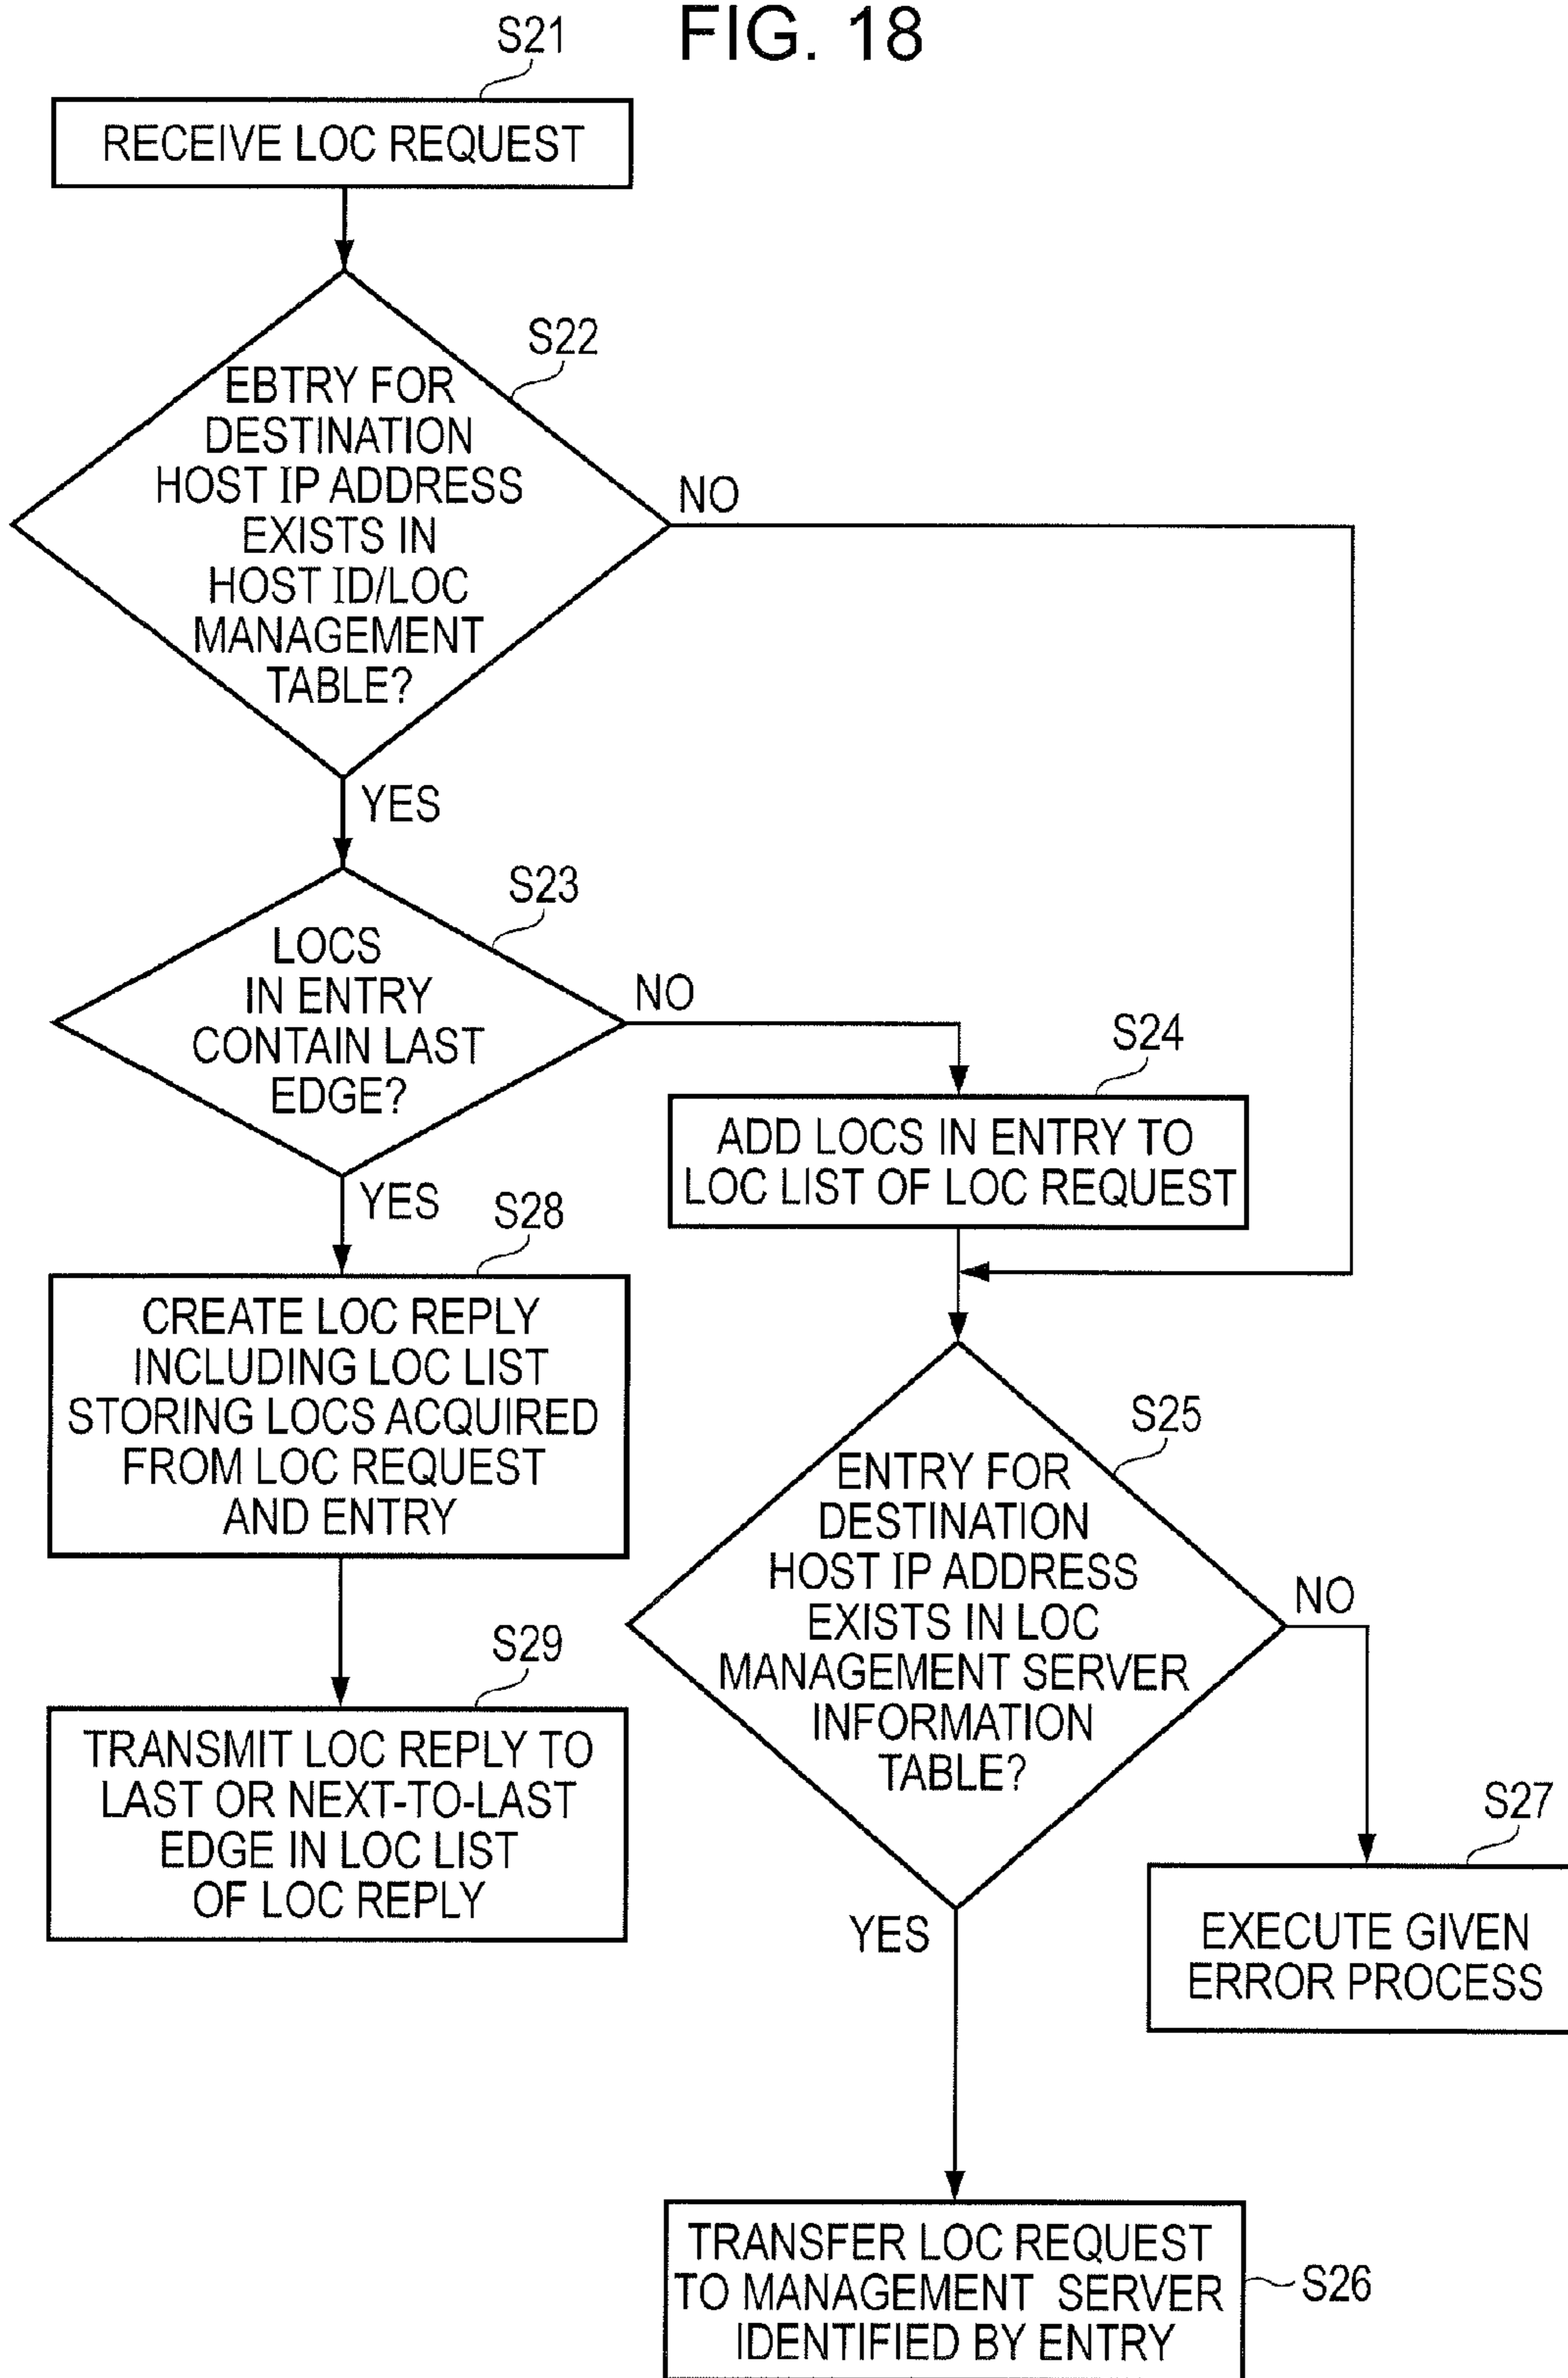 FIG. 18
S21
RECEIVE LOC REQUEST
S22
EBTRY FOR
DESTINATION
HOST IP ADDRESS
EXISTS IN
HOST ID/LOC
MANAGEMENT
TABLE?
NO
YES
S23
LOCS
IN ENTRY
CONTAIN LAST
EDGE?
NO
YES
S24
ADD LOCS IN ENTRY TO
LOC LIST OF LOC REQUEST
S28
CREATE LOC REPLY
INCLUDING LOC LIST
STORING LOCS ACQUIRED
FROM LOC REQUEST
AND ENTRY
S25
ENTRY FOR
DESTINATION
HOST IP ADDRESS
EXISTS IN LOC
MANAGEMENT SERVER
INFORMATION
TABLE?
NO
YES
S29
TRANSMIT LOC REPLY TO
LAST OR NEXT-TO-LAST
EDGE IN LOC LIST
OF LOC REPLY
S27
EXECUTE GIVEN
ERROR PROCESS
TRANSFER LOC REQUEST
TO MANAGEMENT SERVER
IDENTIFIED BY ENTRY
S26